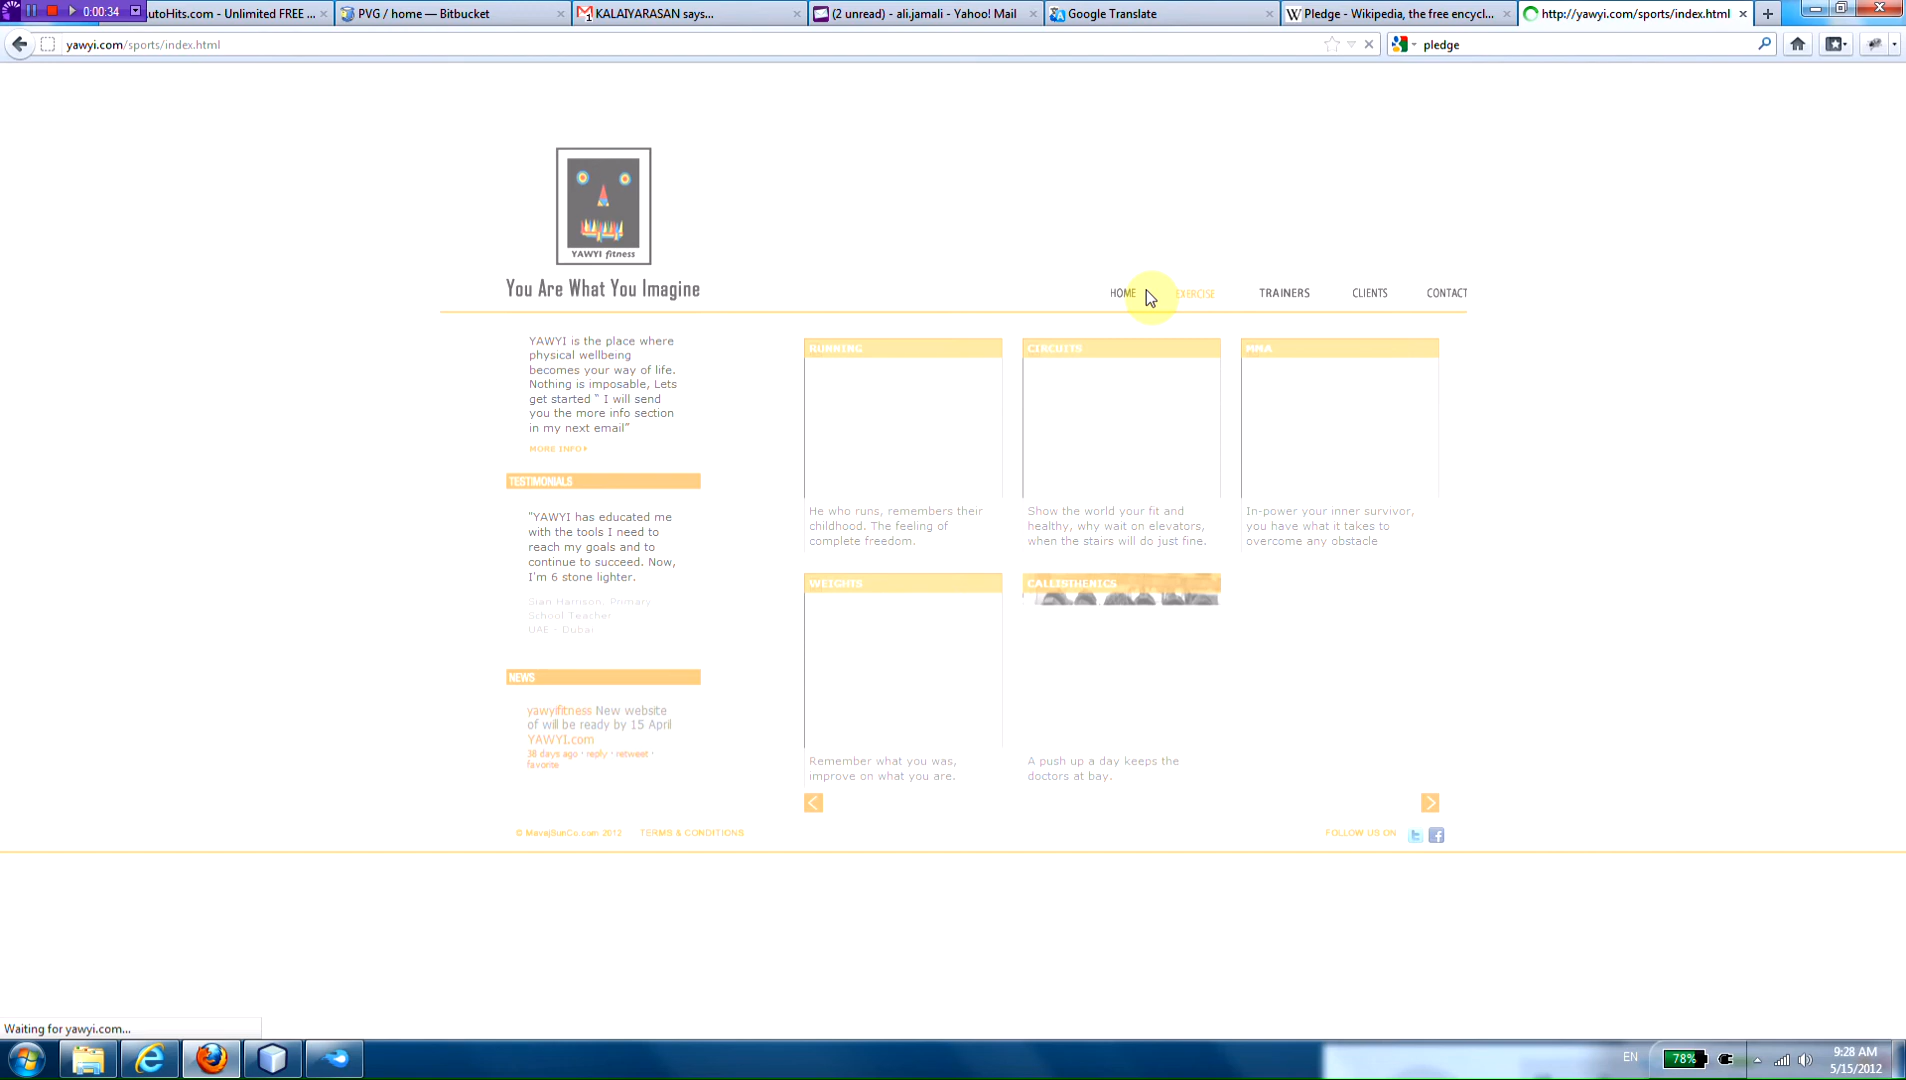 0:00:34
utoHits.com - Unlimited FREE ...
PVG / home — Bitbucket
KALAIYARASAN says...
(2 unread) - ali.jamali - Yahoo! Mail
Google Translate
Pledge - Wikipedia, the free encycl...
http://yawyi.com/sports/index.html
yawyi.com/sports/index.html
pledge
YAWYI fitness
You Are What You Imagine
HOME
EXERCISE
TRAINERS
CLIENTS
CONTACT
YAWYI is the place where
physical wellbeing
becomes your way of life.
Nothing is imposable, Lets
get started “ I will send
you the more info section
in my next email”
MORE INFO
TESTIMONIALS
"YAWYI has educated me
with the tools I need to
reach my goals and to
continue to succeed. Now,
I'm 6 stone lighter.
Sian Harrison, Primary
School Teacher
UAE - Dubai
NEWS
yawyifitness New website
of will be ready by 15 April
YAWYI.com
38 days ago · reply · retweet ·
favorite
RUNNING
He who runs, remembers their
childhood. The feeling of
complete freedom.
CIRCUITS
Show the world your fit and
healthy, why wait on elevators,
when the stairs will do just fine.
MMA
In-power your inner survivor,
you have what it takes to
overcome any obstacle
WEIGHTS
Remember what you was,
improve on what you are.
CALLISTHENICS
A push up a day keeps the
doctors at bay.
© MavajSunCo.com 2012
TERMS & CONDITIONS
FOLLOW US ON
Waiting for yawyi.com...
EN
78%
9:28 AM
5/15/2012